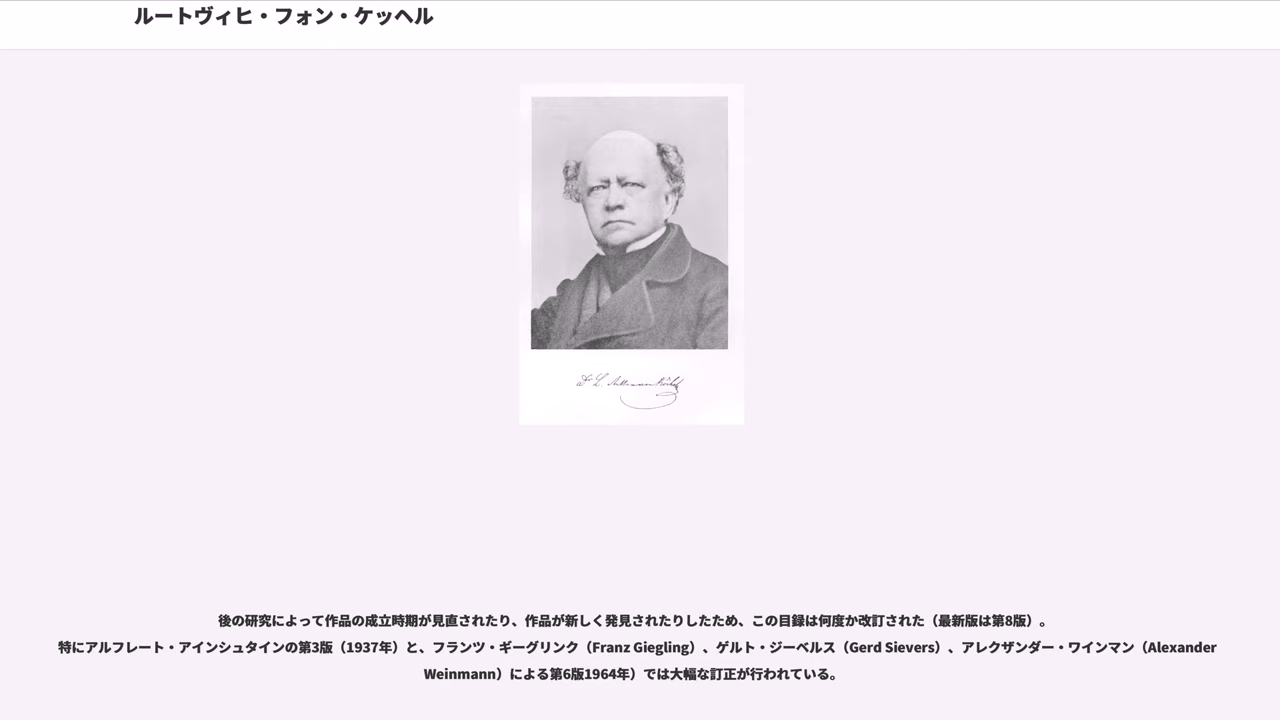 ルートヴィヒ・フォン・ケッヘル
Dr. L.
後の研究によって作品の成立時期が見直されたり、作品が新しく発見されたりしたため、この目録は何度か改訂された（最新版は第8版）。
特にアルフレート・アインシュタインの第3版（1937年）と、フランツ・ギーグリンク（Franz Giegling）、ゲルト・ジーベルス（Gerd Sievers）、アレクザンダー・ワインマン（Alexander
Weinmann）による第6版1964年）では大幅な訂正が行われている。